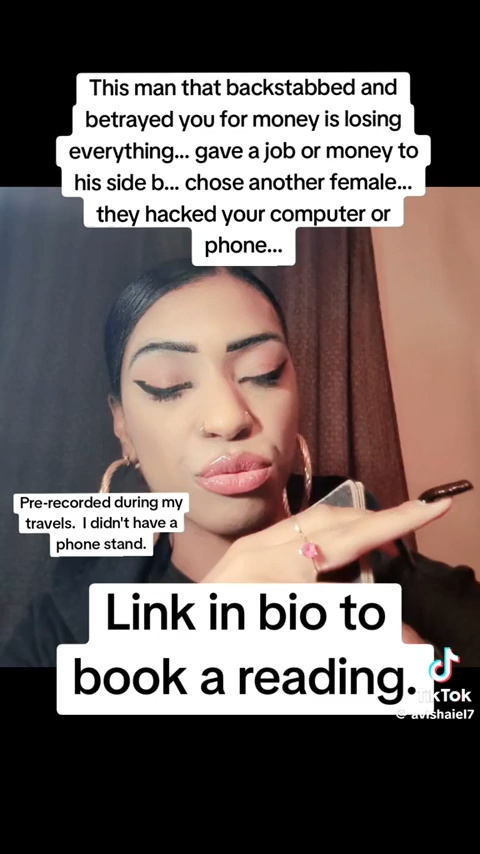 This man that backstabbed and
betrayed you for money is losing
everything... gave a job or money to
his side b... chose another female...
they hacked your computer or
phone...
Pre-recorded during my
travels. I didn't have a
phone stand.
Link in bio to
book a reading.
TikTok
@avishaiel7